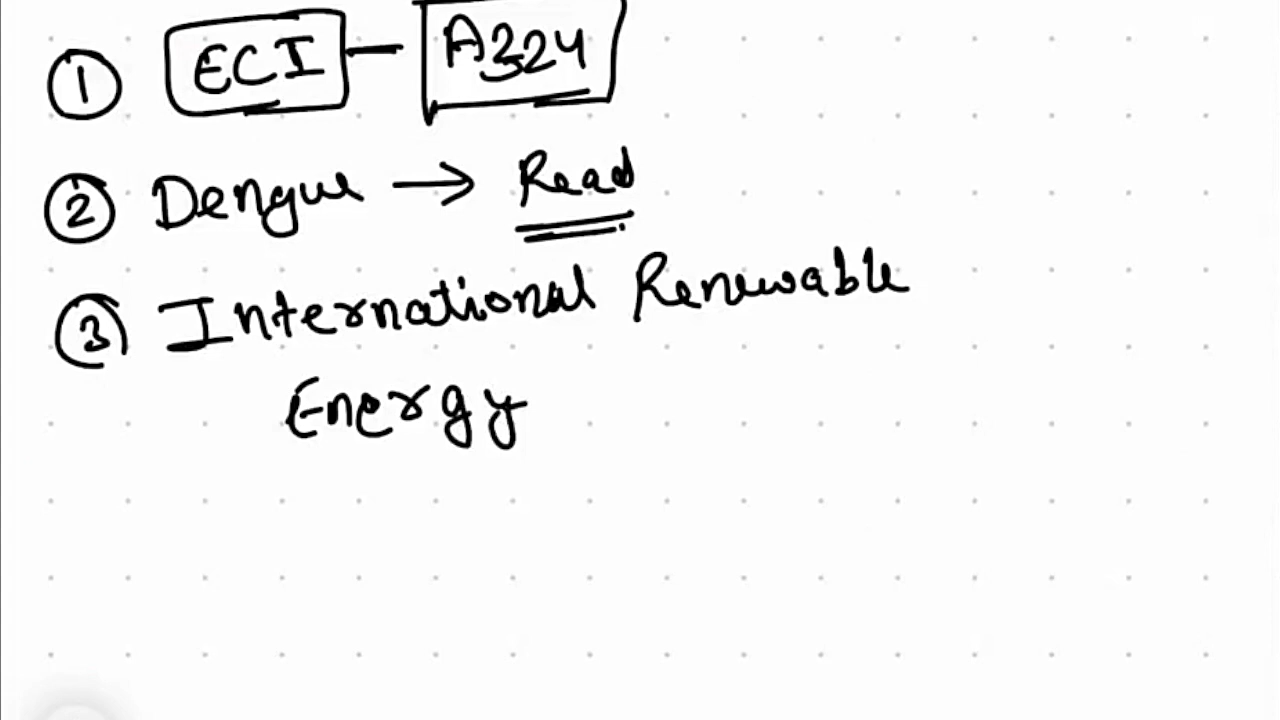 ① ECI - A324
② Dengue → Read
③ International Renewable
Energy